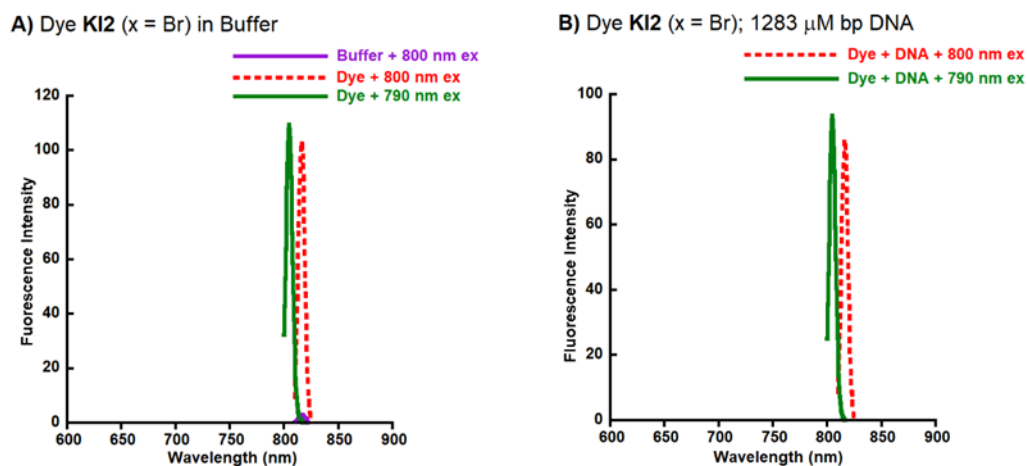 A) Dye KI2 (x = Br) in Buffer
Buffer + 800 nm ex
Dye + 800 nm ex
Dye + 790 nm ex
120
100
80
60
40
20
0
Fuorescence Intensity
600
650
700
750
800
850
900
Wavelength (nm)
B) Dye KI2 (x = Br); 1283 μM bp DNA
Dye + DNA + 800 nm ex
Dye + DNA + 790 nm ex
100
80
60
40
20
0
Fluorescence Intensity
600
650
700
750
800
850
900
Wavelength (nm)